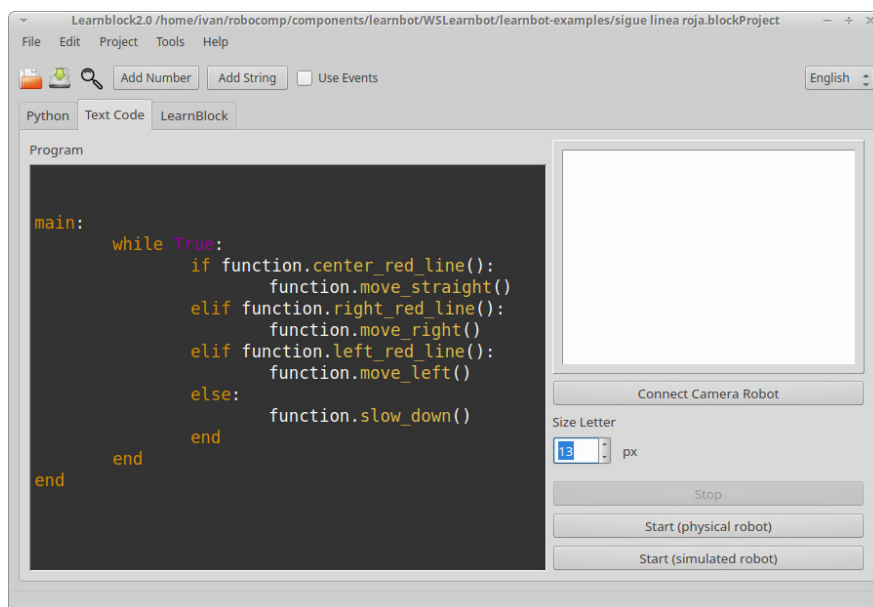 Learnblock2.0 /home/ivan/robocomp/components/learnbot/WSLearnbot/learnbot-examples/sigue linea roja.blockProject
File Edit Project Tools Help
Add Number Add String Use Events English
Python Text Code LearnBlock
Program
main:
while True:
if function.center_red_line():
function.move_straight()
elif function.right_red_line():
function.move_right()
elif function.left_red_line():
function.move_left()
else:
function.slow_down()
end
end
end
Connect Camera Robot
Size Letter
13 px
Stop
Start (physical robot)
Start (simulated robot)